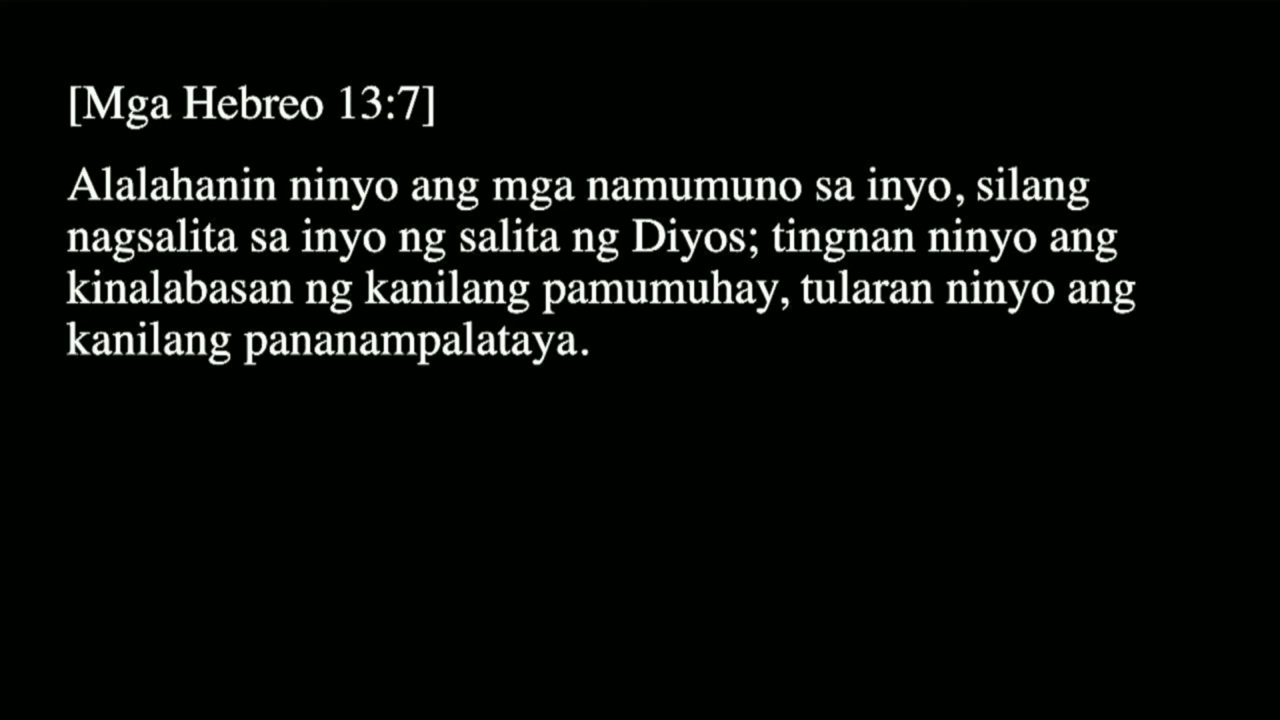 [Mga Hebreo 13:7]
Alalahanin ninyo ang mga namumuno sa inyo, silang
nagsalita sa inyo ng salita ng Diyos; tingnan ninyo ang
kinalabasan ng kanilang pamumuhay, tularan ninyo ang
kanilang pananampalataya.